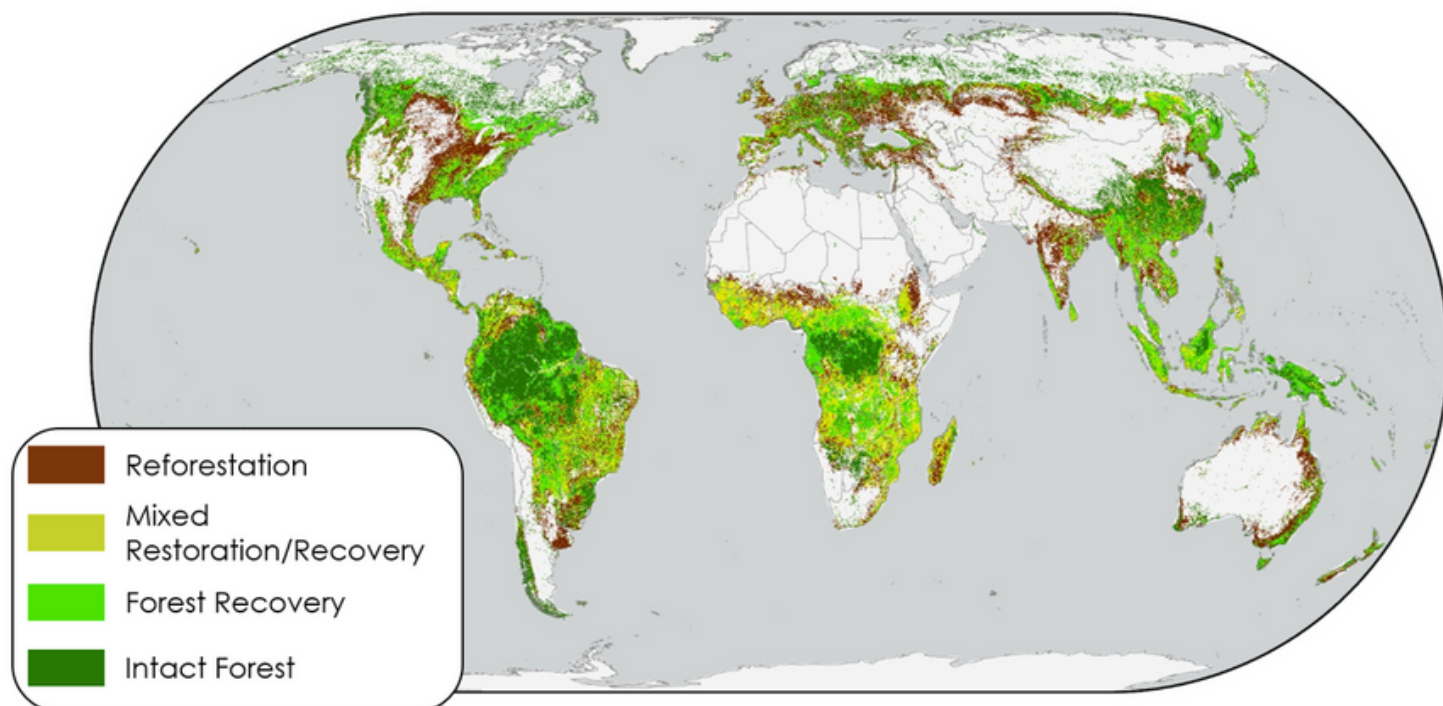 Reforestation
Mixed
Restoration/Recovery
Forest Recovery
Intact Forest